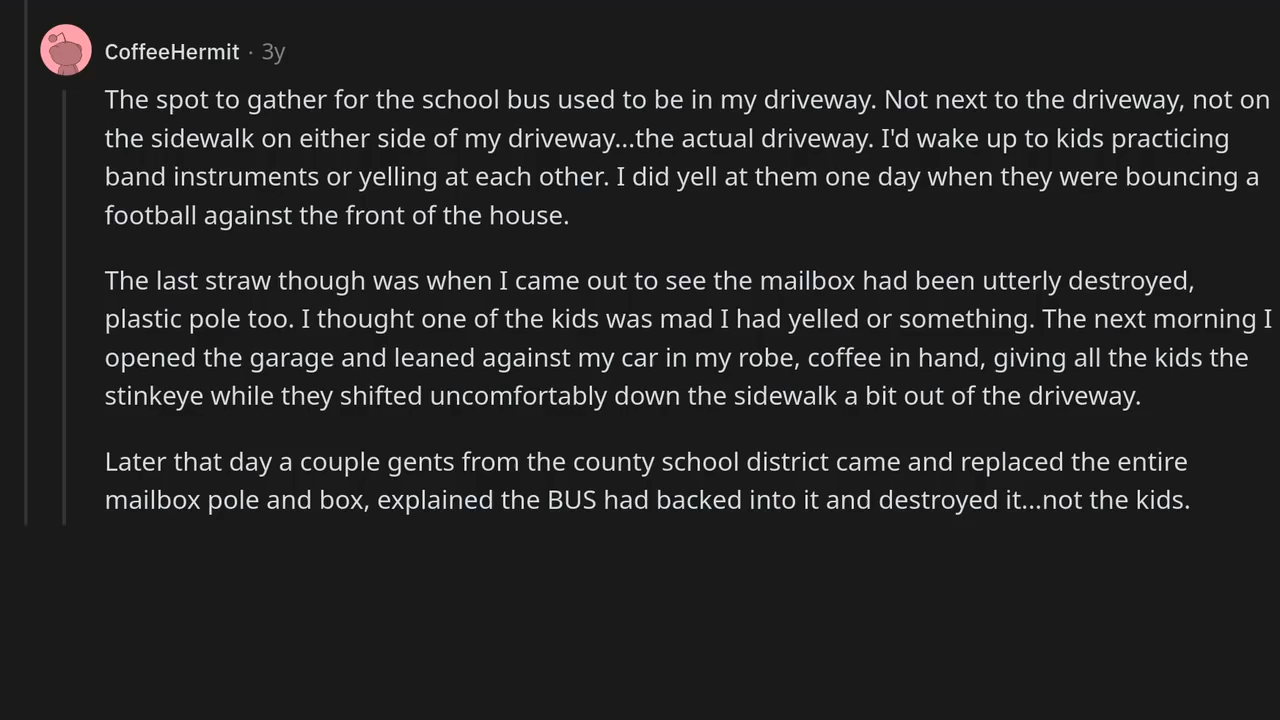 CoffeeHermit · 3y
The spot to gather for the school bus used to be in my driveway. Not next to the driveway, not on
the sidewalk on either side of my driveway...the actual driveway. I'd wake up to kids practicing
band instruments or yelling at each other. I did yell at them one day when they were bouncing a
football against the front of the house.
The last straw though was when I came out to see the mailbox had been utterly destroyed,
plastic pole too. I thought one of the kids was mad I had yelled or something. The next morning I
opened the garage and leaned against my car in my robe, coffee in hand, giving all the kids the
stinkeye while they shifted uncomfortably down the sidewalk a bit out of the driveway.
Later that day a couple gents from the county school district came and replaced the entire
mailbox pole and box, explained the BUS had backed into it and destroyed it...not the kids.